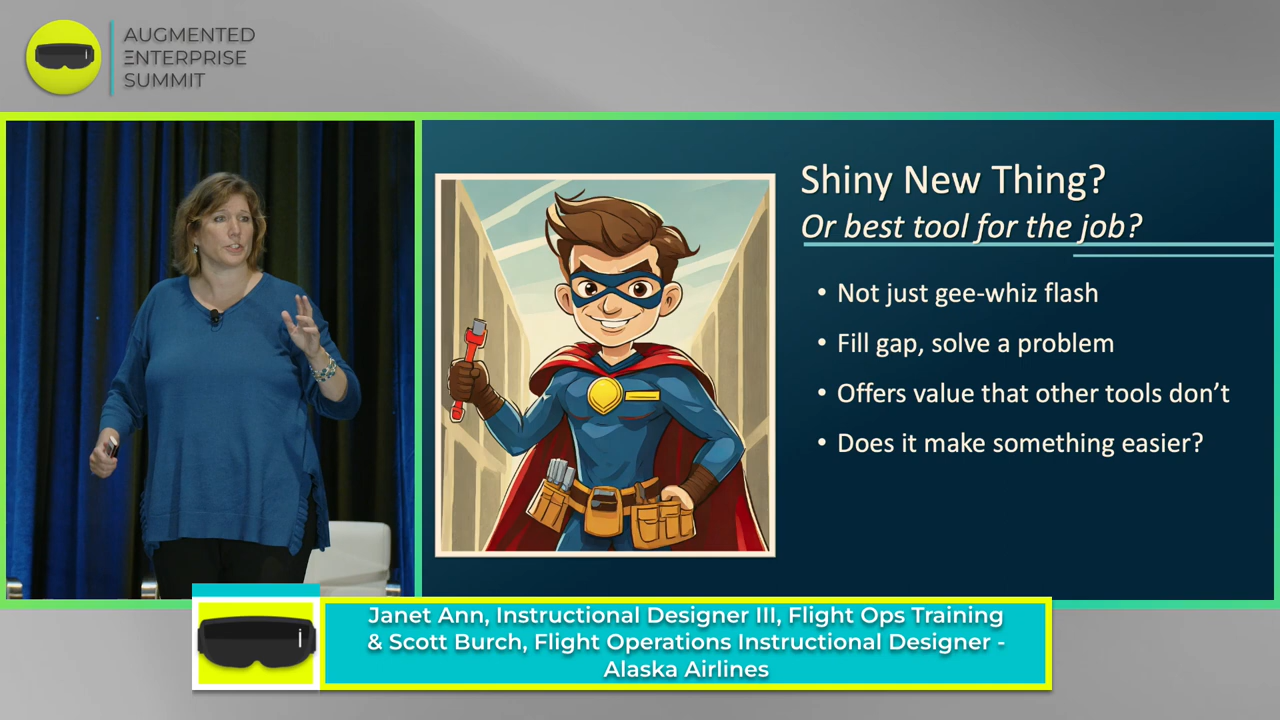 AUGMENTED
ENTERPRISE
SUMMIT
Shiny New Thing?
Or best tool for the job?
• Not just gee-whiz flash
• Fill gap, solve a problem
• Offers value that other tools don't
• Does it make something easier?
Janet Ann, Instructional Designer III, Flight Ops Training
& Scott Burch, Flight Operations Instructional Designer -
Alaska Airlines